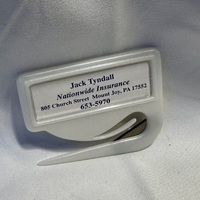 Jack Tyndall
Nationwide Insurance
805 Church Street Mount Joy, PA 17552
653-5970